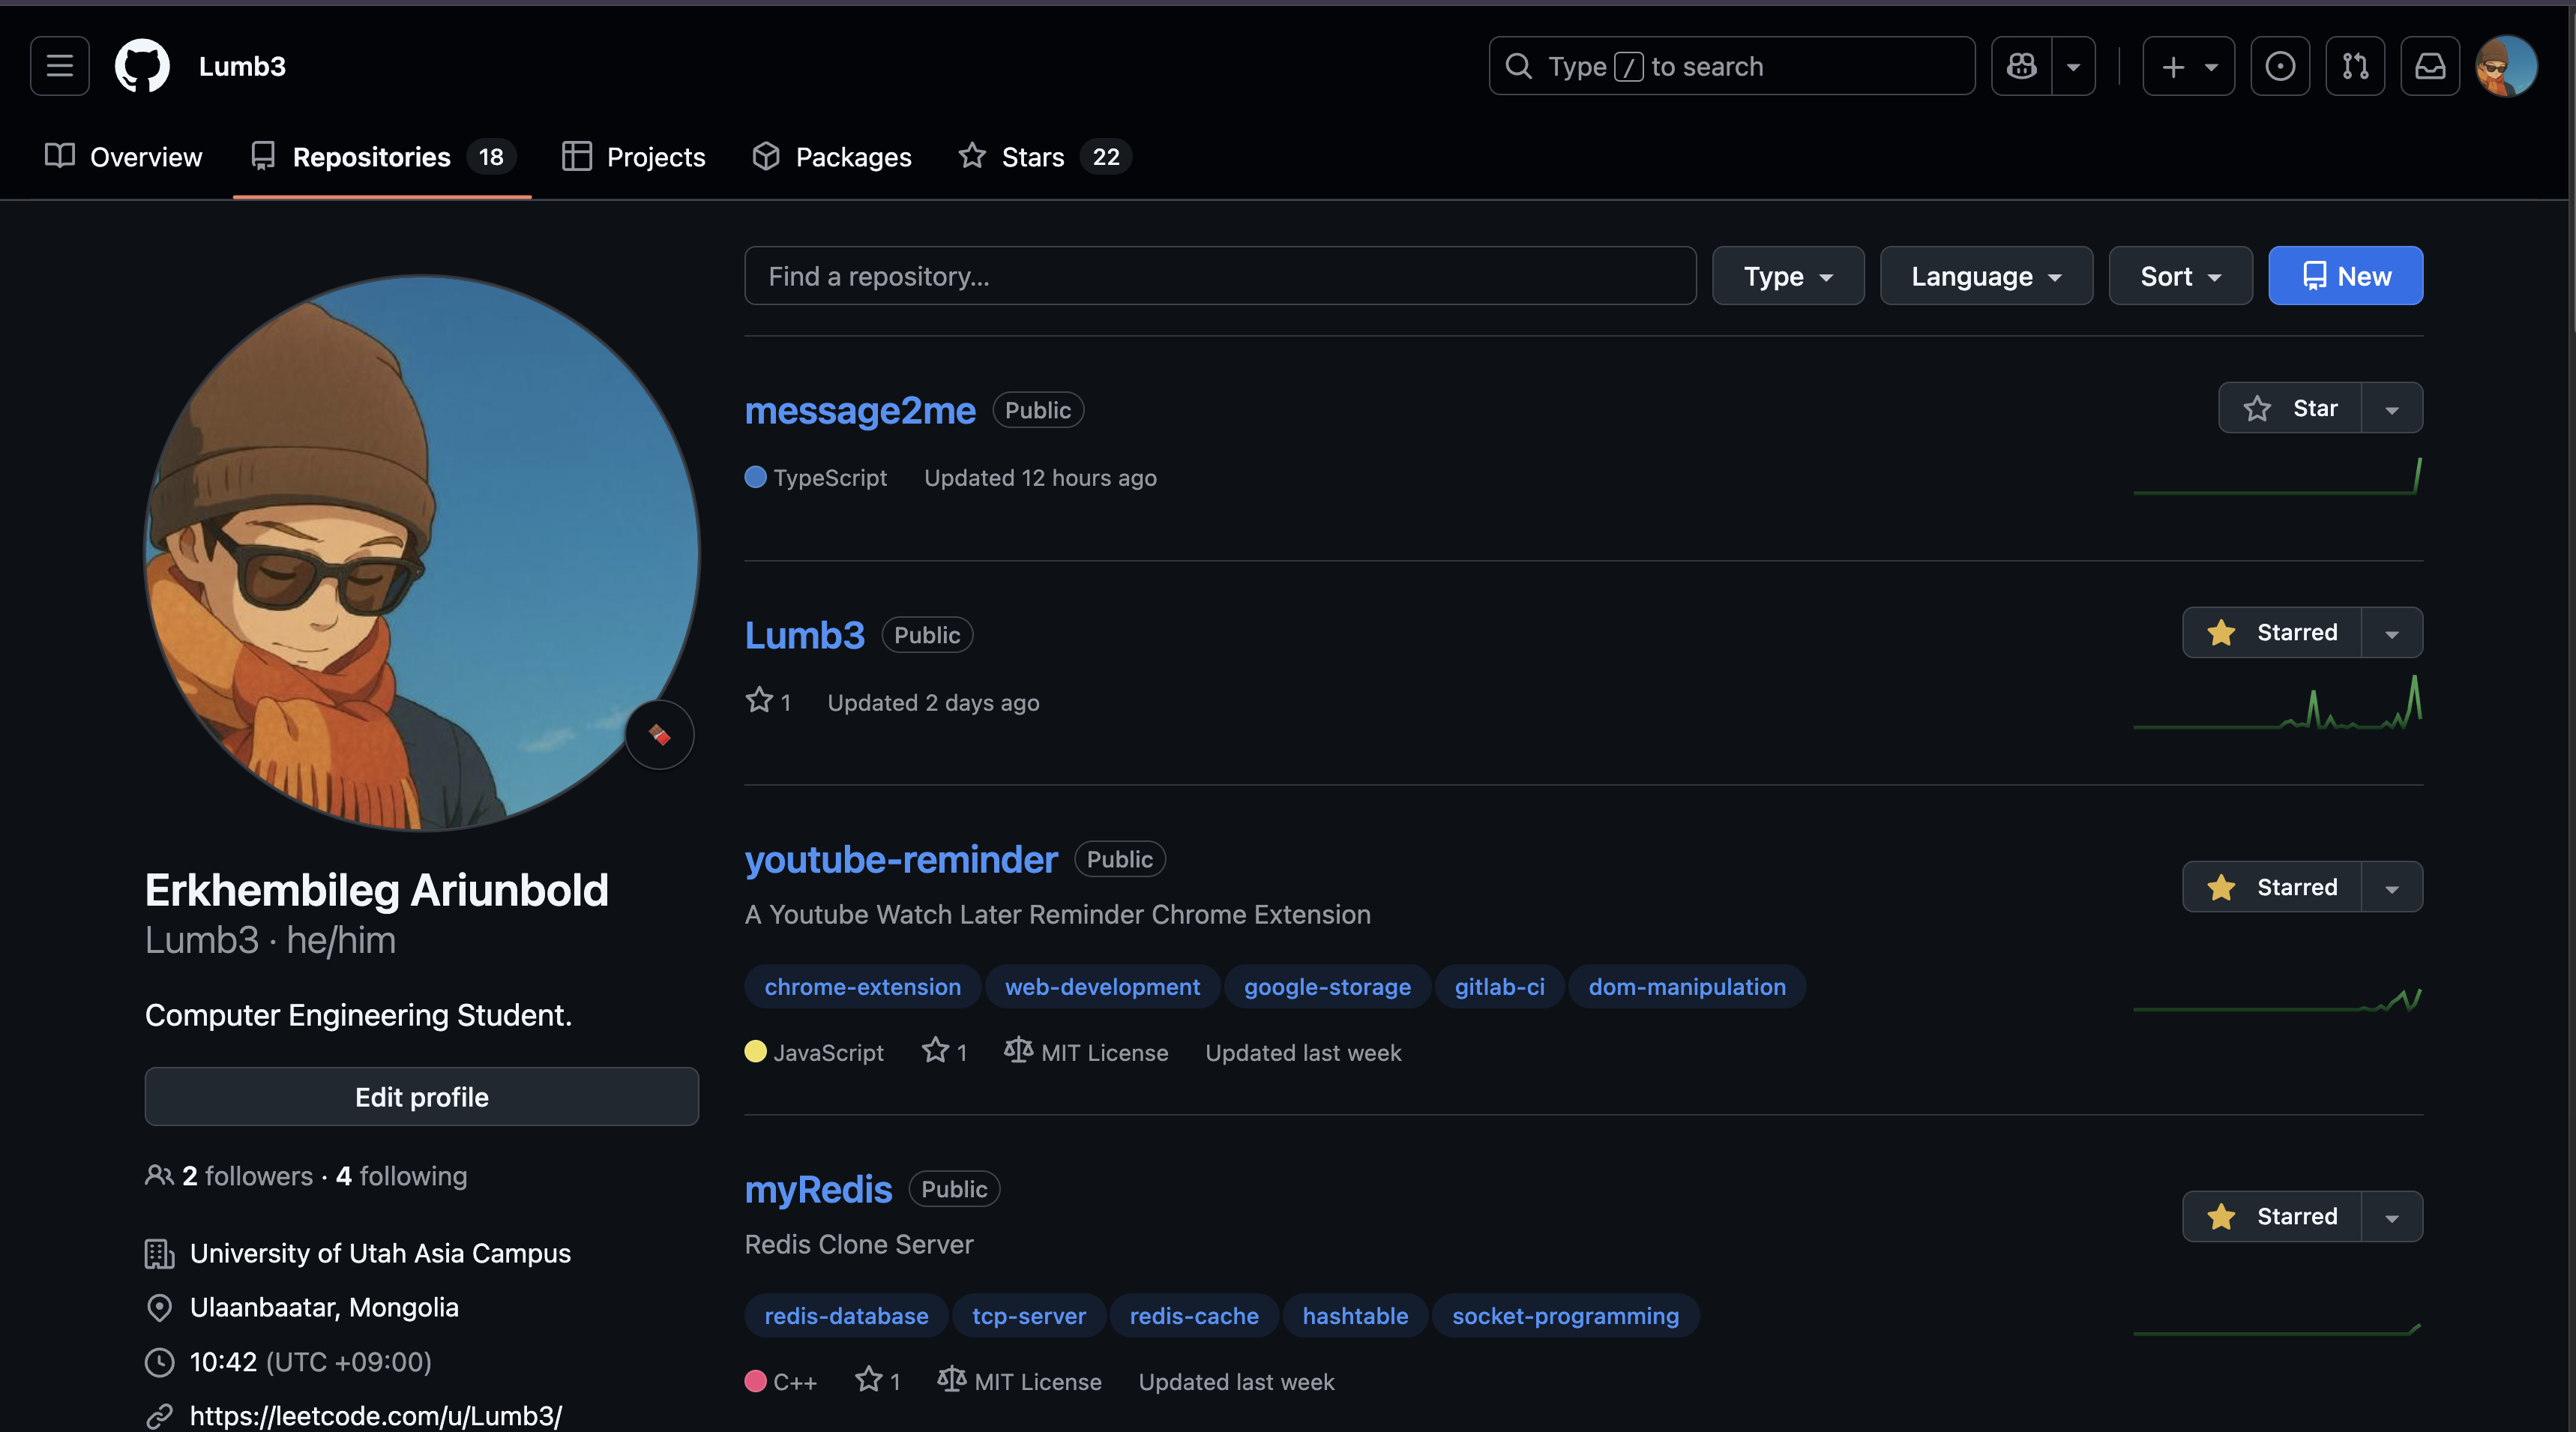 Lumb3
Type / to search
Overview
Repositories 18
Projects
Packages
Stars 22
Find a repository...
Type
Language
Sort
New
Erkhembileg Ariunbold
Lumb3 · he/him
Computer Engineering Student.
Edit profile
2 followers · 4 following
University of Utah Asia Campus
Ulaanbaatar, Mongolia
10:42 (UTC +09:00)
https://leetcode.com/u/Lumb3/
message2me Public
Star
TypeScript Updated 12 hours ago
Lumb3 Public
Starred
1 Updated 2 days ago
youtube-reminder Public
Starred
A Youtube Watch Later Reminder Chrome Extension
chrome-extension web-development google-storage gitlab-ci dom-manipulation
JavaScript 1 MIT License Updated last week
myRedis Public
Starred
Redis Clone Server
redis-database tcp-server redis-cache hashtable socket-programming
C++ 1 MIT License Updated last week